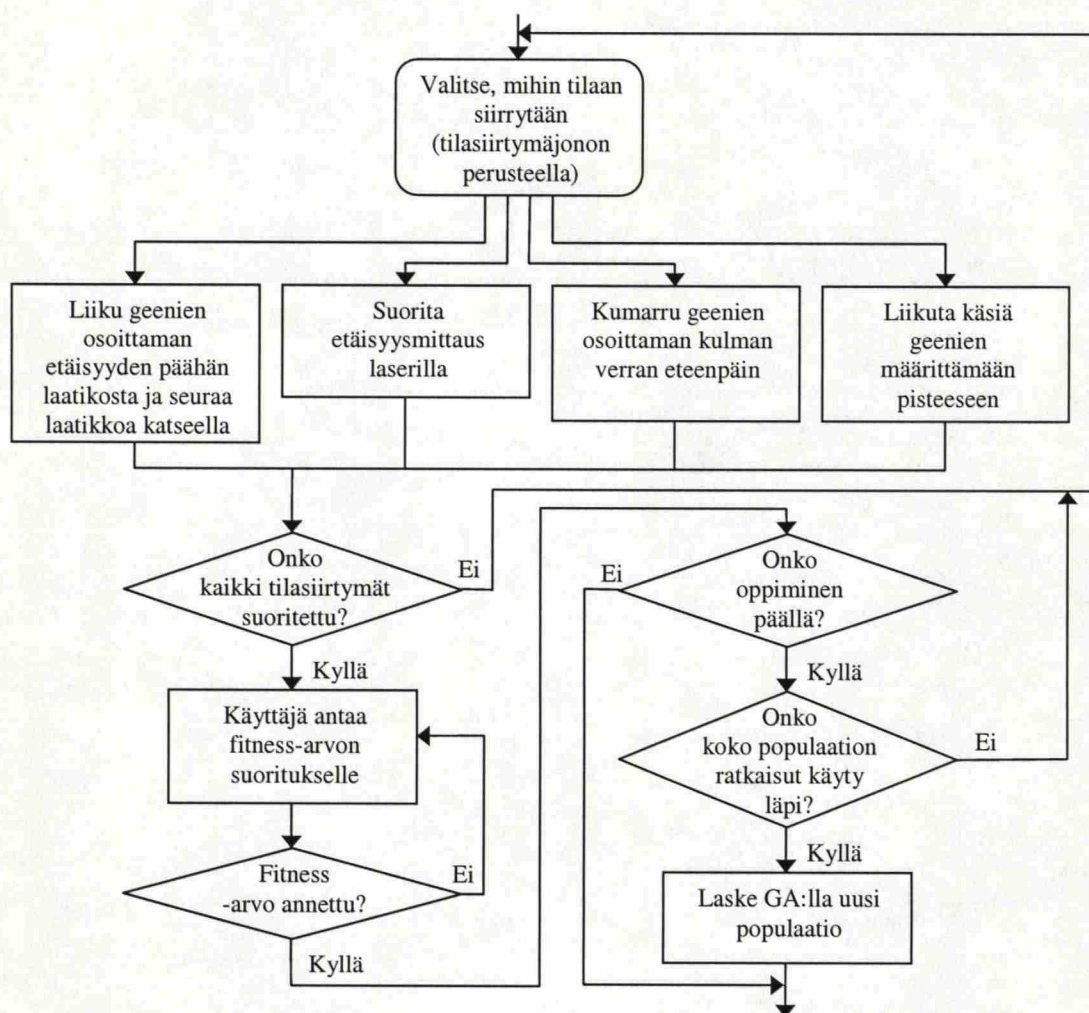 Valitse, mihin tilaan
siirrytään
(tilasiirtymäjonon
perusteella)
Liiku geenien
osoittaman
etäisyyden päähän
laatikosta ja seuraa
laatikkoa katseella
Suorita
etäisyysmittaus
laserilla
Kumarru geenien
osoittaman kulman
verran eteenpäin
Liikuta käsiä
geenien
määrittämään
pisteeseen
Onko
kaikki tilasiirtymät
suoritettu?
Ei
Kyllä
Käyttäjä antaa
fitness-arvon
suoritukselle
Fitness
-arvo annettu?
Ei
Kyllä
Ei
Onko
oppiminen
päällä?
Kyllä
Onko
koko populaation
ratkaisut käyty
läpi?
Ei
Kyllä
Laske GA:lla uusi
populaatio